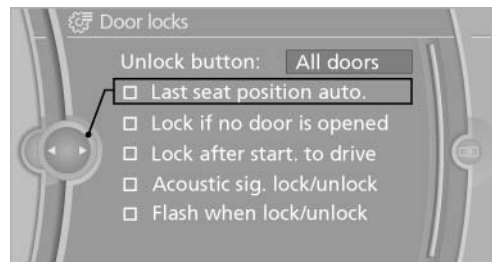 Door locks
Unlock button: All doors
Last seat position auto.
Lock if no door is opened
Lock after start. to drive
Acoustic sig. lock/unlock
Flash when lock/unlock